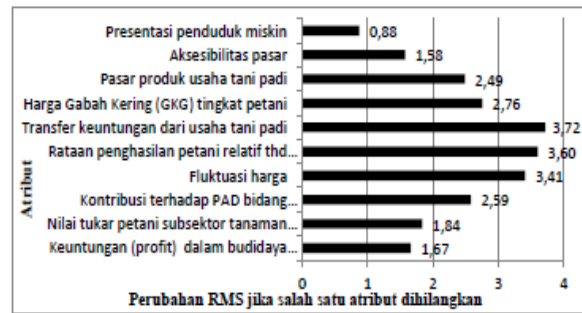 Presentasi penduduk miskin 0,88
Aksesibilitas pasar 1,58
Pasar produk usaha tani padi 2,49
Harga Gabah Kering (GKG) tingkat petani 2,76
Transfer keuntungan dari usaha tani padi 3,72
Rataan penghasilan petani relatif thd... 3,60
Fluktuasi harga 3,41
Kontribusi terhadap PAD bidang... 2,59
Nilai tukar petani subsektor tanaman... 1,84
Keuntungan (profit) dalam budidaya... 1,67
Atribut
0 1 2 3 4
Perubahan RMS jika salah satu atribut dihilangkan